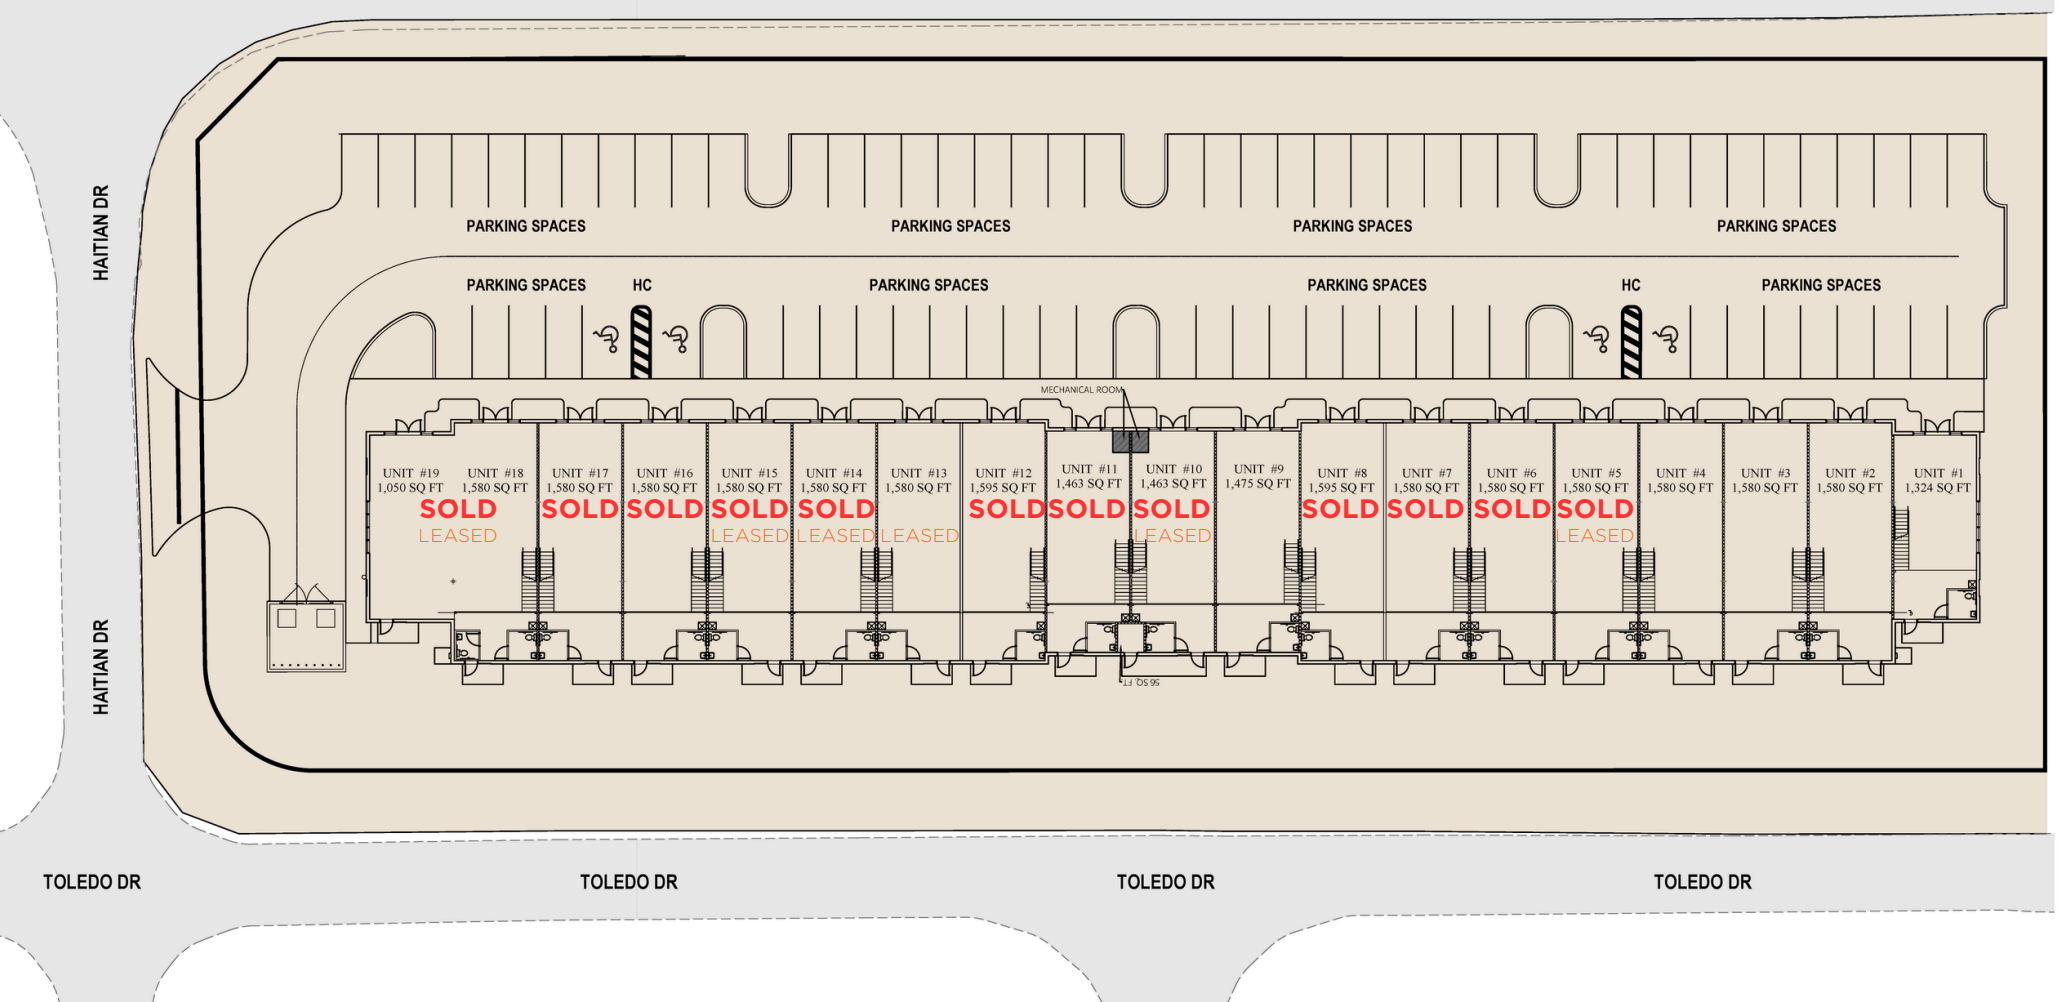 HAITIAN DR
PARKING SPACES
PARKING SPACES
PARKING SPACES
PARKING SPACES
PARKING SPACES
HC
PARKING SPACES
PARKING SPACES
HC
PARKING SPACES
MECHANICAL ROOM
UNIT #19
1,050 SQ FT
UNIT #18
1,580 SQ FT
SOLD
LEASED
UNIT #17
1,580 SQ FT
SOLD
UNIT #16
1,580 SQ FT
SOLD
UNIT #15
1,580 SQ FT
SOLD
LEASED
UNIT #14
1,580 SQ FT
SOLD
LEASED
UNIT #13
1,580 SQ FT
LEASED
UNIT #12
1,595 SQ FT
SOLD
UNIT #11
1,463 SQ FT
SOLD
UNIT #10
1,463 SQ FT
SOLD
LEASED
UNIT #9
1,475 SQ FT
UNIT #8
1,595 SQ FT
SOLD
UNIT #7
1,580 SQ FT
SOLD
UNIT #6
1,580 SQ FT
SOLD
UNIT #5
1,580 SQ FT
SOLD
LEASED
UNIT #4
1,580 SQ FT
UNIT #3
1,580 SQ FT
UNIT #2
1,580 SQ FT
UNIT #1
1,324 SQ FT
HAITIAN DR
56 SQ. FT.
TOLEDO DR
TOLEDO DR
TOLEDO DR
TOLEDO DR